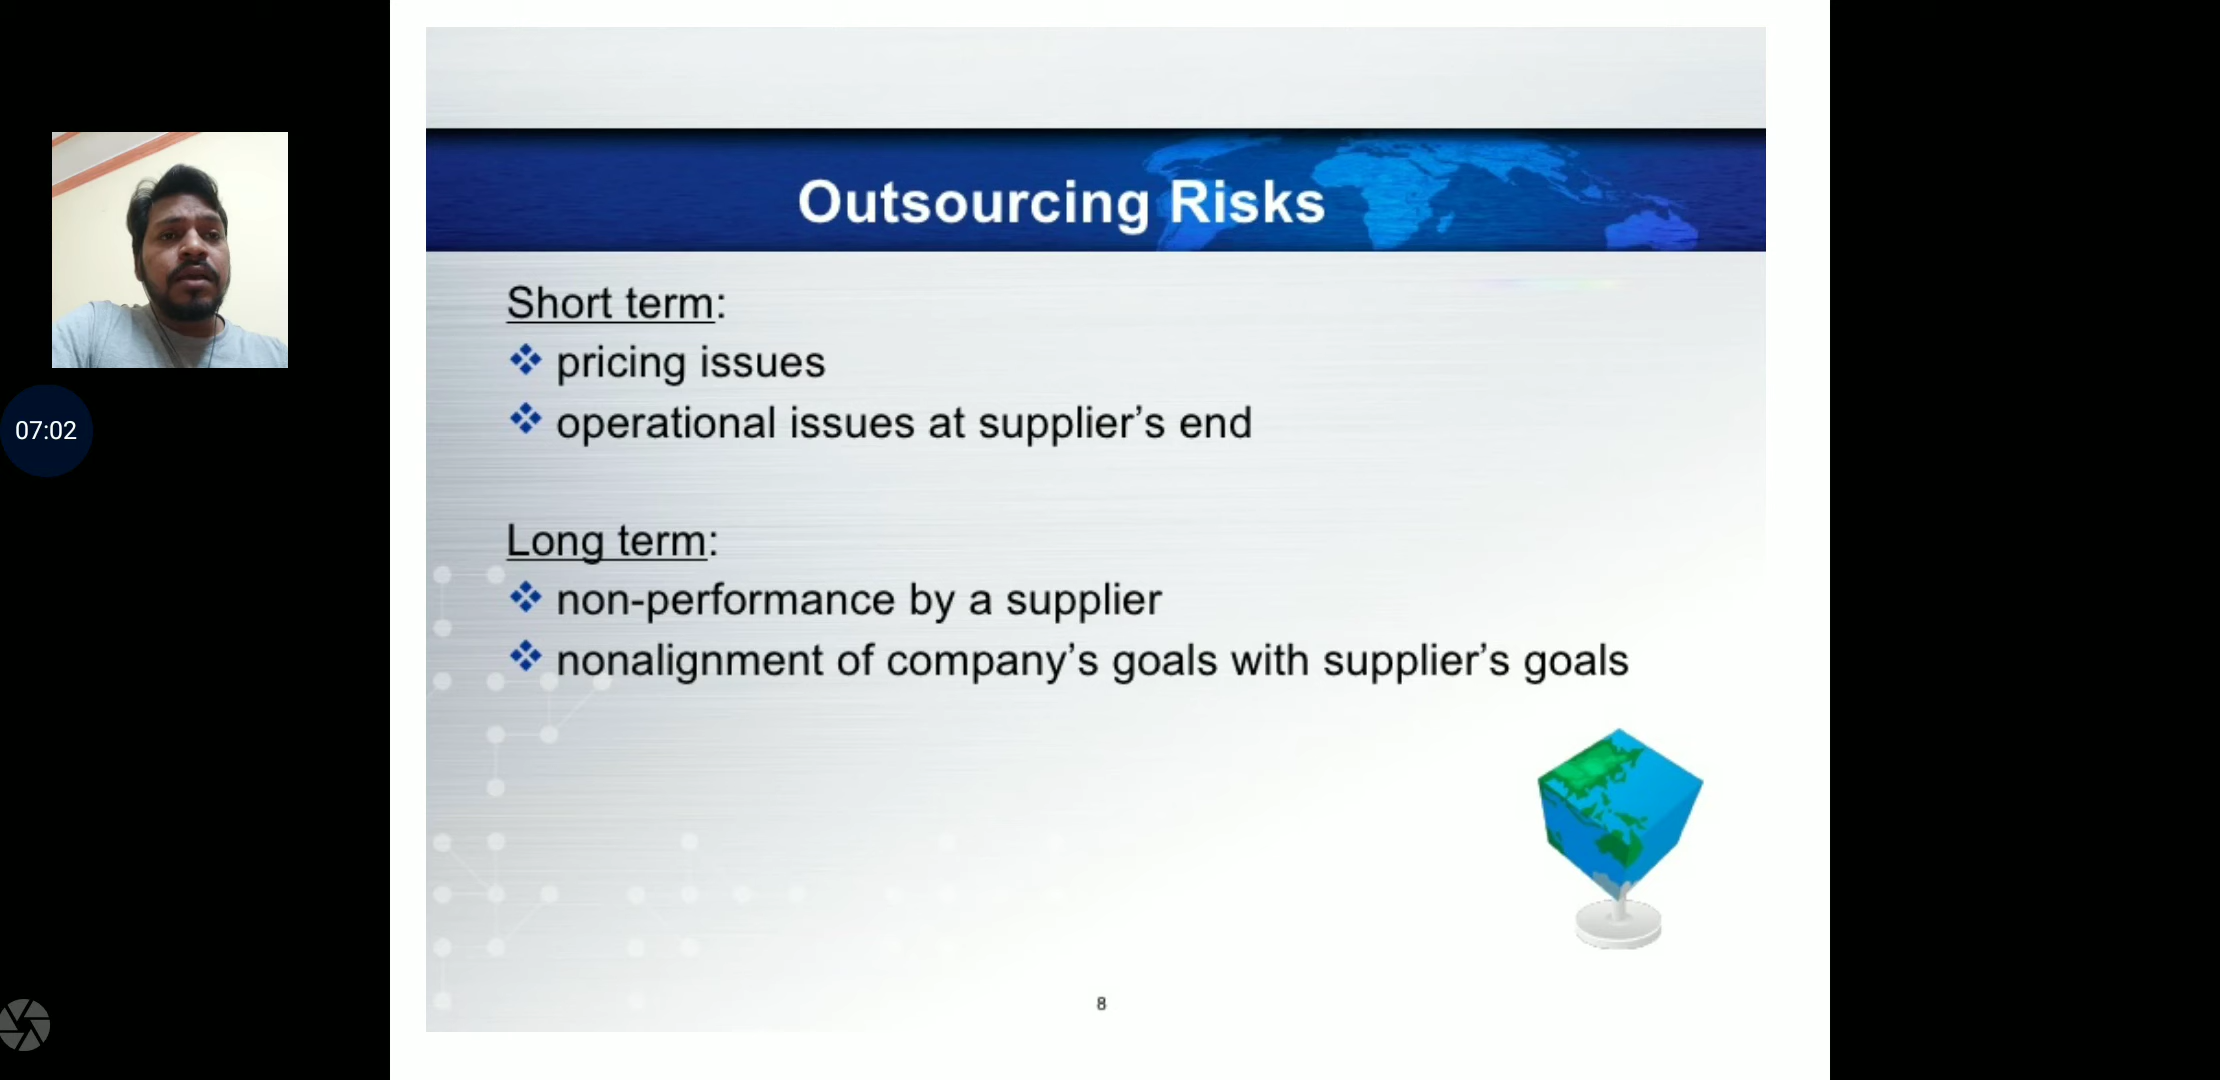 Outsourcing Risks
Short term:
pricing issues
operational issues at supplier’s end
Long term:
non-performance by a supplier
nonalignment of company’s goals with supplier’s goals
07:02
8